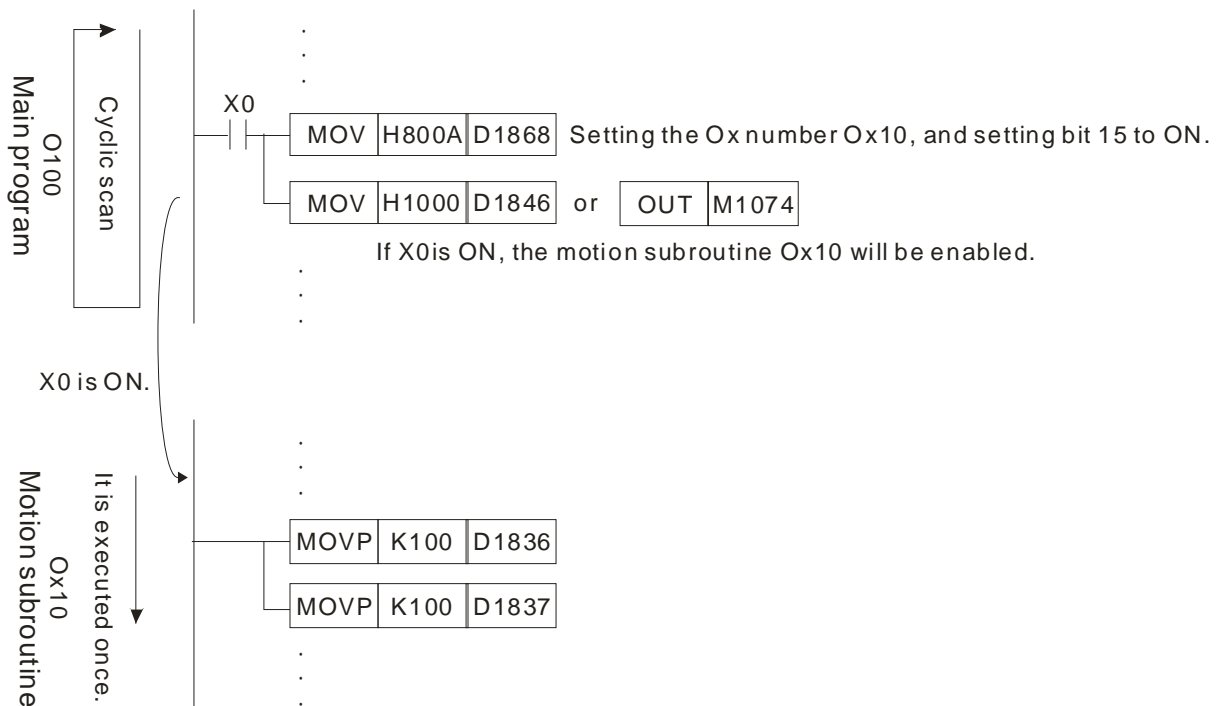 O100
Main program
Cyclic scan
X0
MOV H800A D1868 Setting the Ox number Ox10, and setting bit 15 to ON.
MOV H1000 D1846 or OUT M1074
If X0is ON, the motion subroutine Ox10 will be enabled.
X0 is ON.
Ox10
Motion subroutine
It is executed once.
MOVP K100 D1836
MOVP K100 D1837